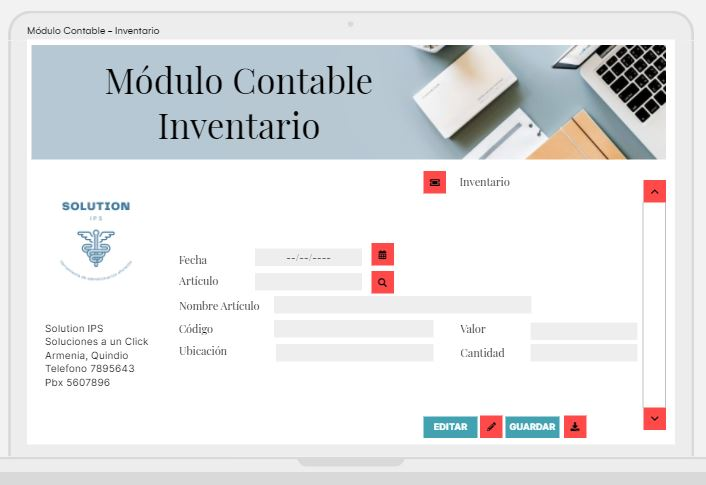 Módulo Contable – Inventario
Módulo Contable
Inventario
Inventario
SOLUTION
IPS
Fecha
--/--/----
Artículo
Nombre Artículo
Código
Valor
Ubicación
Cantidad
Solution IPS
Soluciones a un Click
Armenia, Quindio
Telefono 7895643
Pbx 5607896
EDITAR
GUARDAR